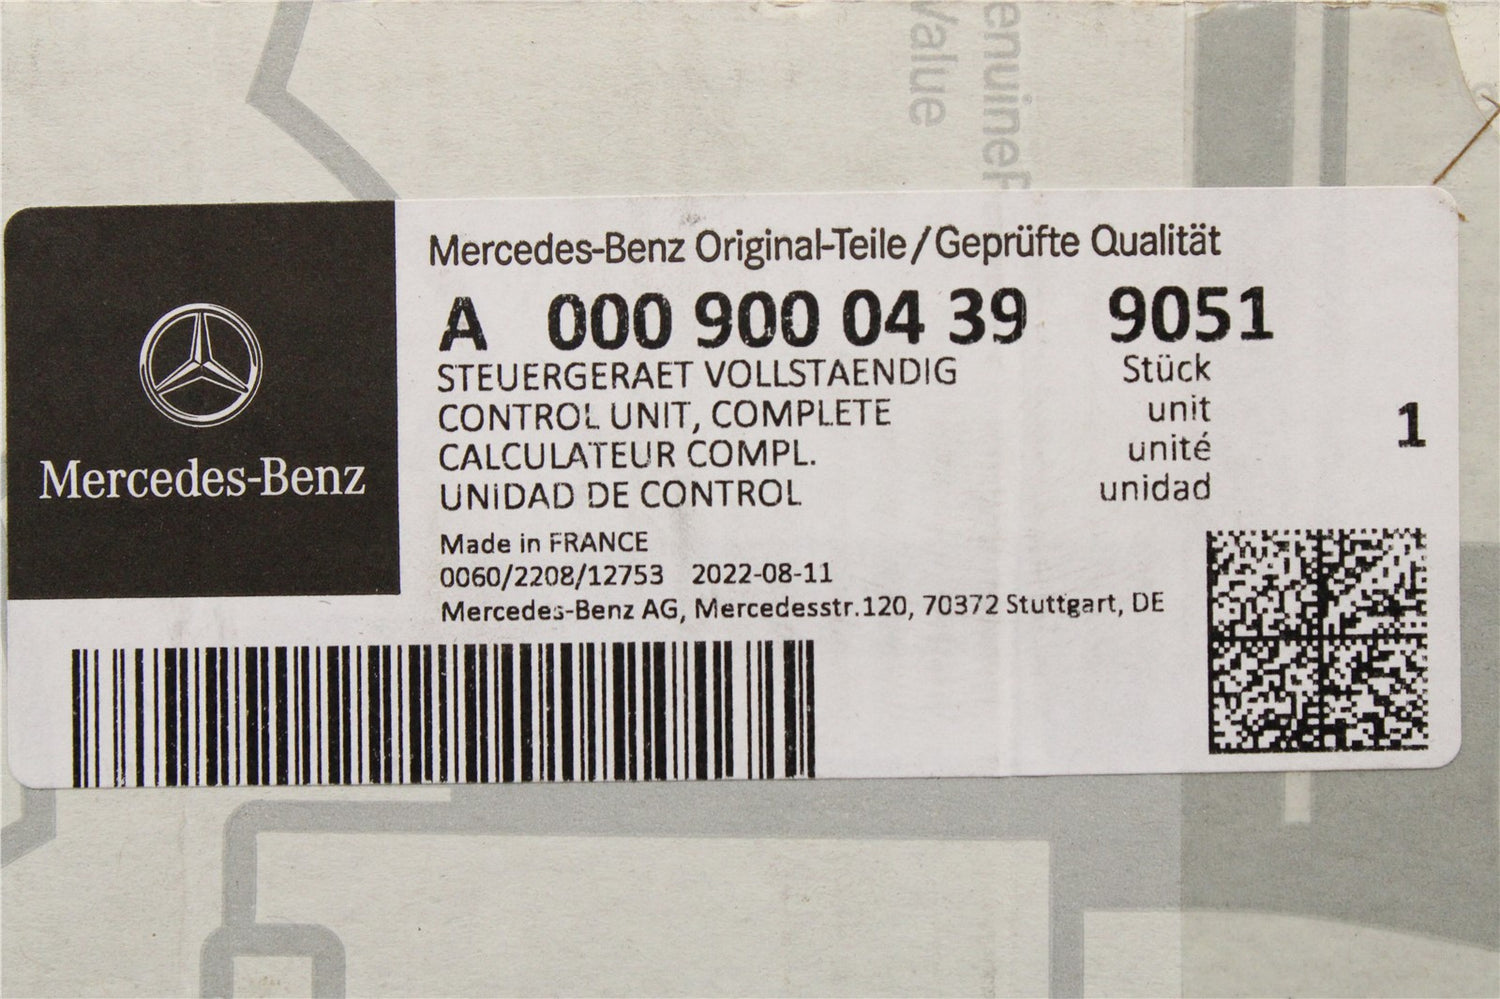 Value
enuineP
Mercedes-Benz
Mercedes-Benz Original-Teile/Geprüfte Qualität
A 000 900 04 39 9051
STEUERGERAET VOLLSTAENDIG Stück
CONTROL UNIT, COMPLETE unit 1
CALCULATEUR COMPL. unité
UNIDAD DE CONTROL unidad
Made in FRANCE
0060/2208/12753 2022-08-11
Mercedes-Benz AG, Mercedesstr.120, 70372 Stuttgart, DE